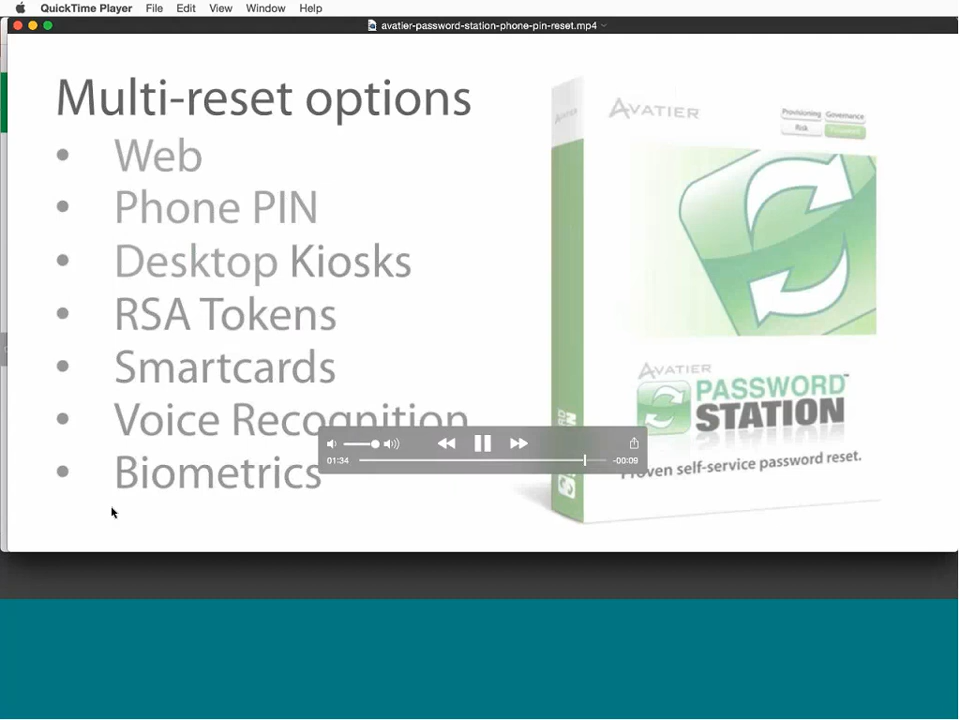 QuickTime Player File Edit View Window Help
avatier-password-station-phone-pin-reset.mp4
Multi-reset options
• Web
• Phone PIN
• Desktop Kiosks
• RSA Tokens
• Smartcards
• Voice Recognition
• Biometrics
AVATIER
AVATIER
Provisioning Governance
Risk Password
AVATIER
PASSWORD™
STATION
Proven self-service password reset.
01:34
-00:09